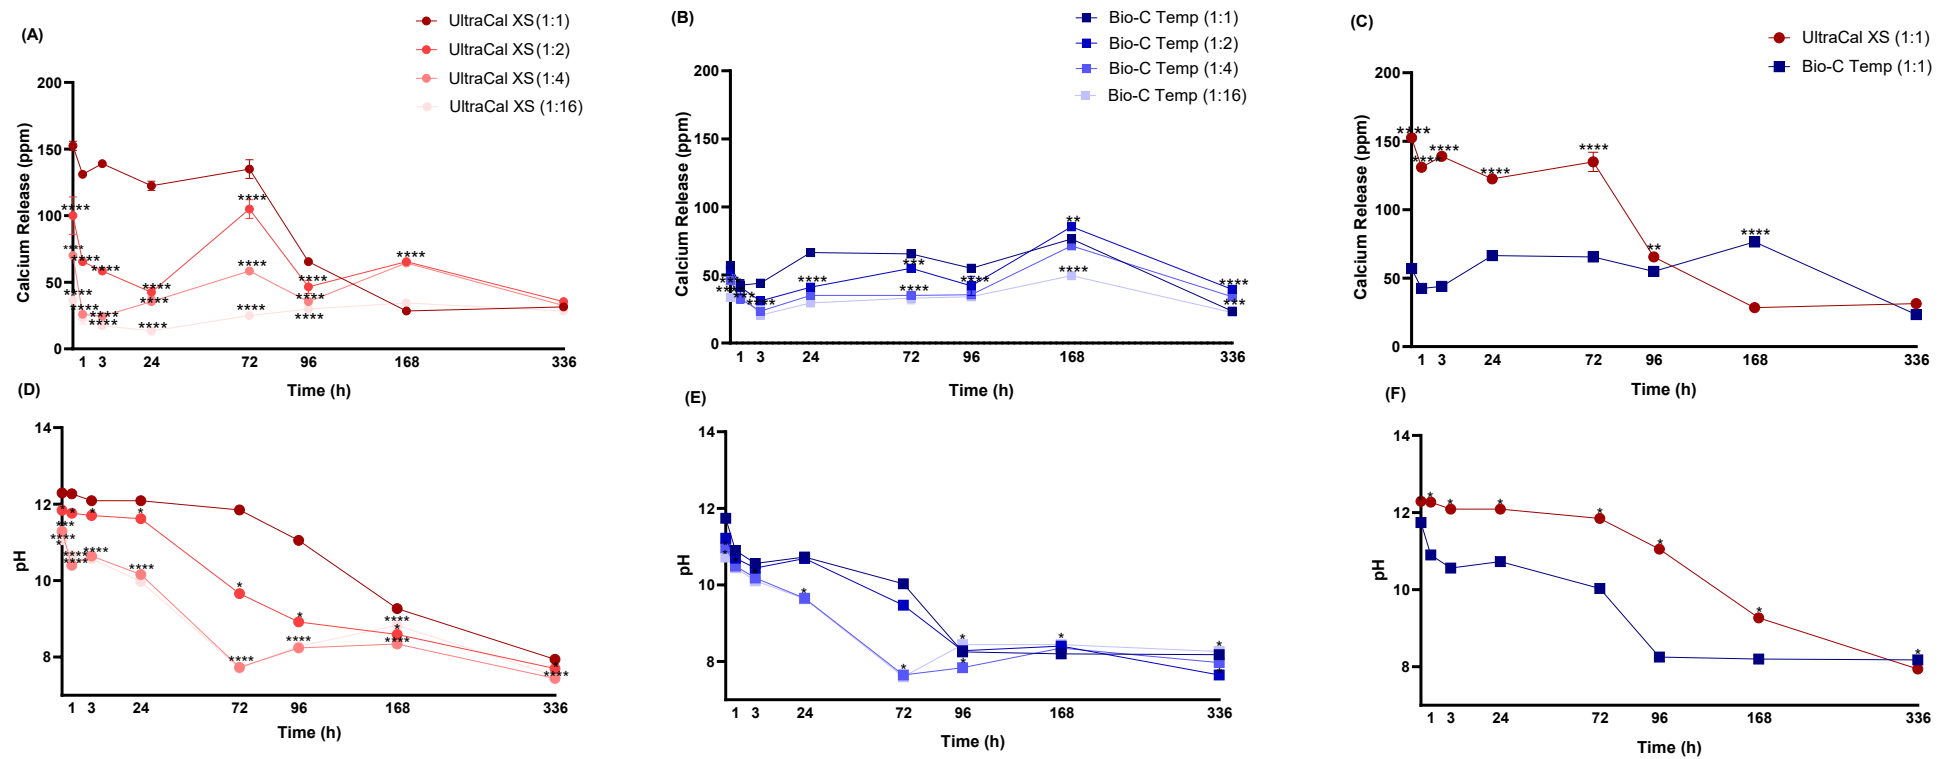 (A)
UltraCal XS (1:1)
UltraCal XS (1:2)
UltraCal XS (1:4)
UltraCal XS (1:16)
Calcium Release (ppm)
200
150
100
50
0
1 3 24 72 96 168 336
Time (h)
**** **** **** **** **** **** ****
**** **** **** **** **** ****
**** **** **** ****
(B)
Bio-C Temp (1:1)
Bio-C Temp (1:2)
Bio-C Temp (1:4)
Bio-C Temp (1:16)
Calcium Release (ppm)
200
150
100
50
0
1 3 24 72 96 168 336
Time (h)
**** *** **** ** ****
**** **** *** 
(C)
UltraCal XS (1:1)
Bio-C Temp (1:1)
Calcium Release (ppm)
200
150
100
50
0
1 3 24 72 96 168 336
Time (h)
**** **** **** **** **** ** ****
(D)
pH
14
12
10
8
1 3 24 72 96 168 336
Time (h)
(E)
pH
14
12
10
8
1 3 24 72 96 168 336
Time (h)
(F)
pH
14
12
10
8
1 3 24 72 96 168 336
Time (h)
* * * * * * *